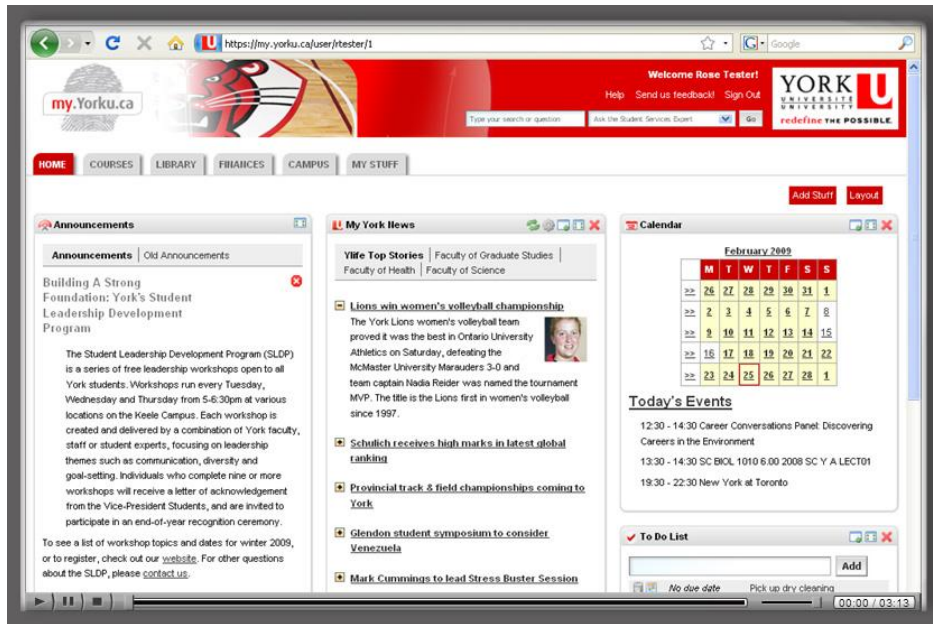 https://my.yorku.ca/user/rtester/1
Google
my.Yorku.ca
Welcome Rose Tester!
Help Send us feedback! Sign Out
Type your search or question Ask the Student Services Expert Go
YORK U
UNIVERSITÉ
UNIVERSITY
redefine THE POSSIBLE.
HOME COURSES LIBRARY FINANCES CAMPUS MY STUFF
Add Stuff Layout
Announcements
Announcements Old Announcements
Building A Strong
Foundation: York's Student
Leadership Development
Program
The Student Leadership Development Program (SLDP)
is a series of free leadership workshops open to all
York students. Workshops run every Tuesday,
Wednesday and Thursday from 5-6:30pm at various
locations on the Keele Campus. Each workshop is
created and delivered by a combination of York faculty,
staff or student experts, focusing on leadership
themes such as communication, diversity and
goal-setting. Individuals who complete nine or more
workshops will receive a letter of acknowledgement
from the Vice-President Students, and are invited to
participate in an end-of-year recognition ceremony.
To see a list of workshop topics and dates for winter 2009,
or to register, check out our website. For other questions
about the SLDP, please contact us.
My York News
Ylife Top Stories Faculty of Graduate Studies
Faculty of Health Faculty of Science
Lions win women's volleyball championship
The York Lions women's volleyball team
proved it was the best in Ontario University
Athletics on Saturday, defeating the
McMaster University Marauders 3-0 and
team captain Nadia Reider was named the tournament
MVP. The title is the Lions first in women's volleyball
since 1997.
Schulich receives high marks in latest global
ranking
Provincial track & field championships coming to
York
Glendon student symposium to consider
Venezuela
Mark Cummings to lead Stress Buster Session
Calendar
February 2009
M T W T F S S
>> 26 27 28 29 30 31 1
>> 2 3 4 5 6 7 8
>> 9 10 11 12 13 14 15
>> 16 17 18 19 20 21 22
>> 23 24 25 26 27 28 1
Today's Events
12:30 - 14:30 Career Conversations Panel: Discovering
Careers in the Environment
13:30 - 14:30 SC BIOL 1010 6.00 2008 SC Y A LECT01
19:30 - 22:30 New York at Toronto
To Do List
Add
No due date Pick up dry cleaning
00:00 / 03:13